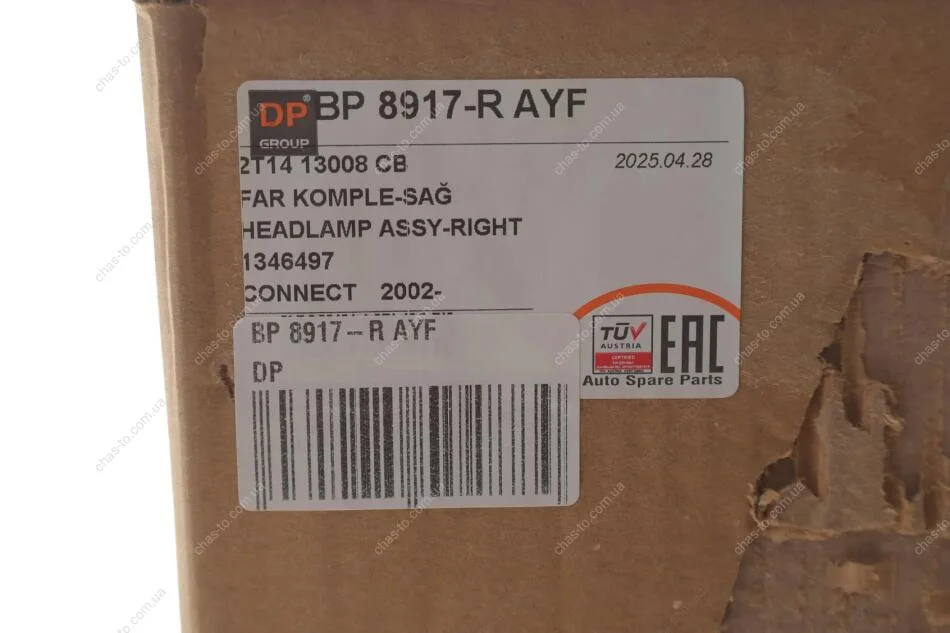 DP® GROUP
BP 8917-R AYF
2T14 13008 CB
2025.04.28
FAR KOMPLE-SAĞ
HEADLAMP ASSY-RIGHT
1346497
CONNECT 2002-
TÜV
AUSTRIA
CERTIFIED
EAC
Auto Spare Parts
BP 8917-R AYF
DP
chas-to.com.ua